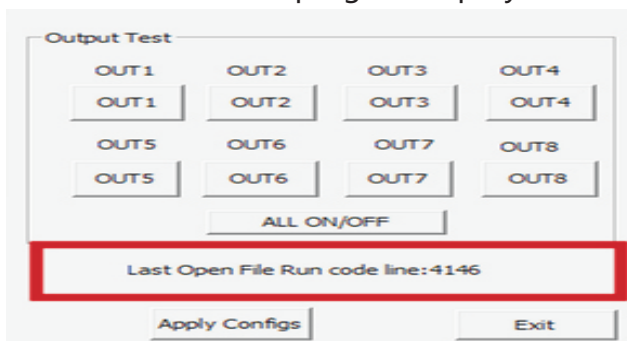 Output Test
OUT1 OUT2 OUT3 OUT4
OUT1 OUT2 OUT3 OUT4
OUT5 OUT6 OUT7 OUT8
OUT5 OUT6 OUT7 OUT8
ALL ON/OFF
Last Open File Run code line:4146
Apply Configs Exit